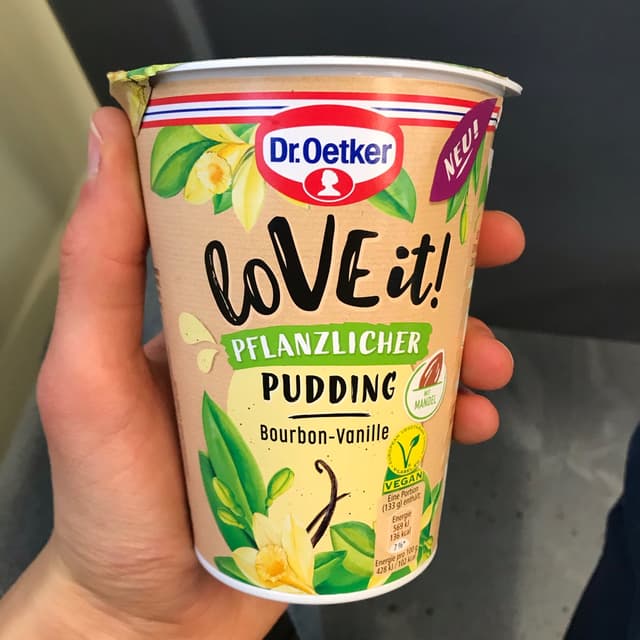 Dr.Oetker
NEU!
loVE it!
PFLANZLICHER
PUDDING
MIT
MANDEL
Bourbon-Vanille
VEGAN
Eine Portion
(133 g) enthält:
Energie
569 kJ
136 kcal
7%*
Energie pro 100 g
428 kJ / 102 kcal